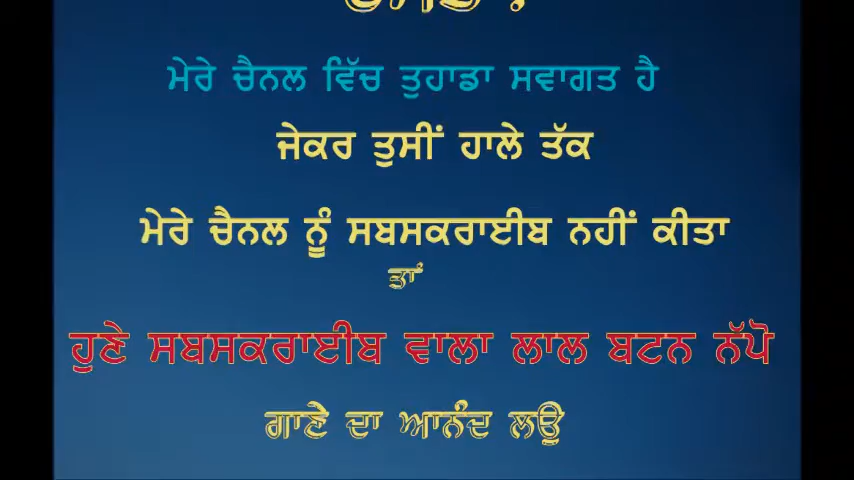 ਮੇਰੇ ਚੈਨਲ ਵਿੱਚ ਤੁਹਾਡਾ ਸਵਾਗਤ ਹੈ
ਜੇਕਰ ਤੁਸੀਂ ਹਾਲੇ ਤੱਕ
ਮੇਰੇ ਚੈਨਲ ਨੂੰ ਸਬਸਕਰਾਈਬ ਨਹੀਂ ਕੀਤਾ
ਤਾਂ
ਹੁਣੇ ਸਬਸਕਰਾਈਬ ਵਾਲਾ ਲਾਲ ਬਟਨ ਨੱਪੋ
ਗਾਣੇ ਦਾ ਆਨੰਦ ਲਉ